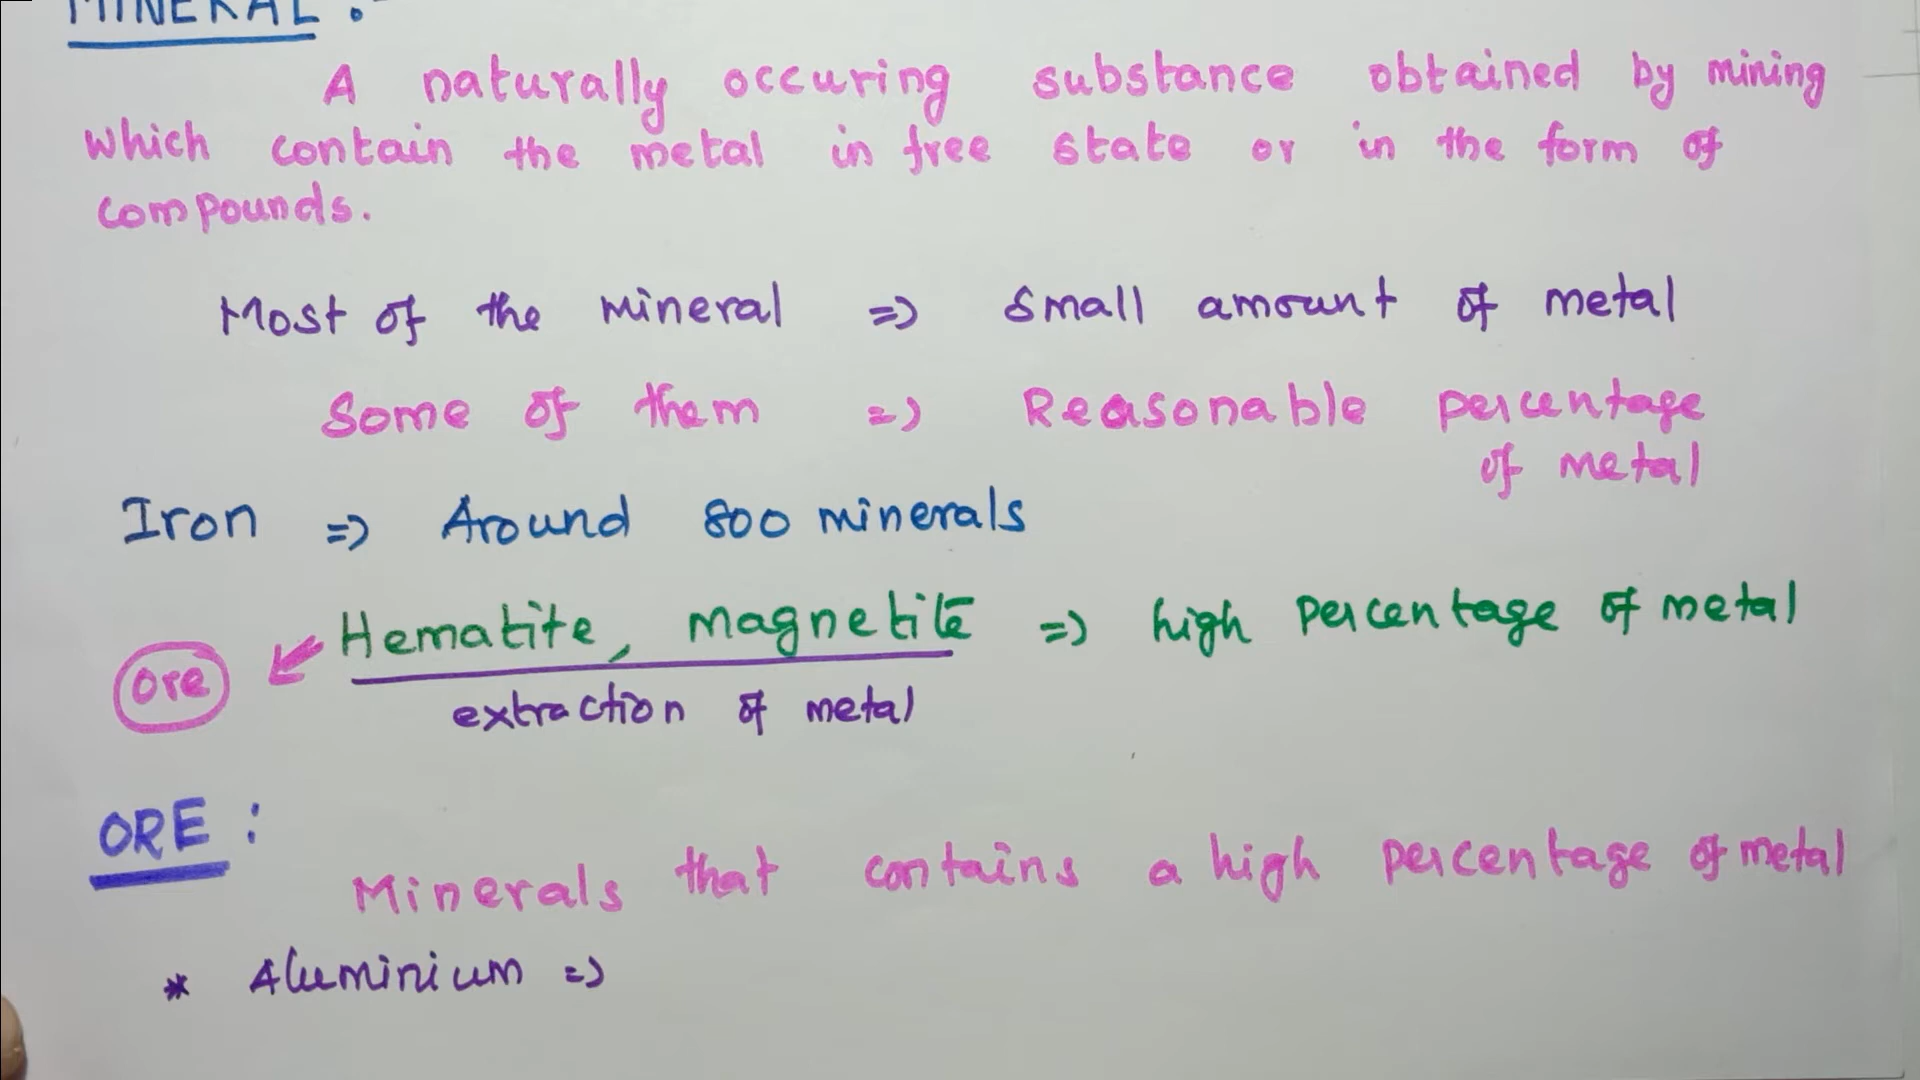 MINERAL :
A naturally occuring substance obtained by mining
which contain the metal in free state or in the form of
compounds.
Most of the mineral => Small amount of metal
Some of them => Reasonable percentage
of metal
Iron => Around 800 minerals
Hematite, magnetite => high percentage of metal
Ore
extraction of metal
ORE :
Minerals that contains a high percentage of metal
* Aluminium =>